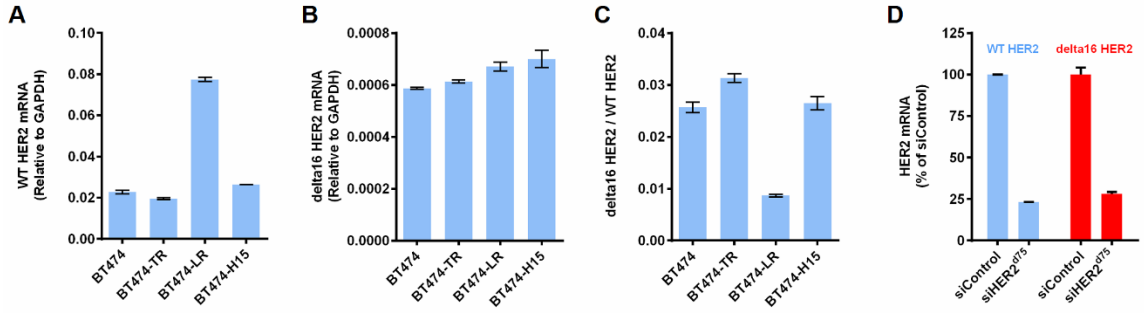 A
WT HER2 mRNA
(Relative to GAPDH)
0.10
0.08
0.06
0.04
0.02
0.00
BT474
BT474-TR
BT474-LR
BT474-H15
B
delta16 HER2 mRNA
(Relative to GAPDH)
0.0008
0.0006
0.0004
0.0002
0.0000
BT474
BT474-TR
BT474-LR
BT474-H15
C
delta16 HER2 / WT HER2
0.04
0.03
0.02
0.01
0.00
BT474
BT474-TR
BT474-LR
BT474-H15
D
HER2 mRNA
(% of siControl)
125
100
75
50
25
0
WT HER2
delta16 HER2
siControl
siHER2d75
siControl
siHER2d75